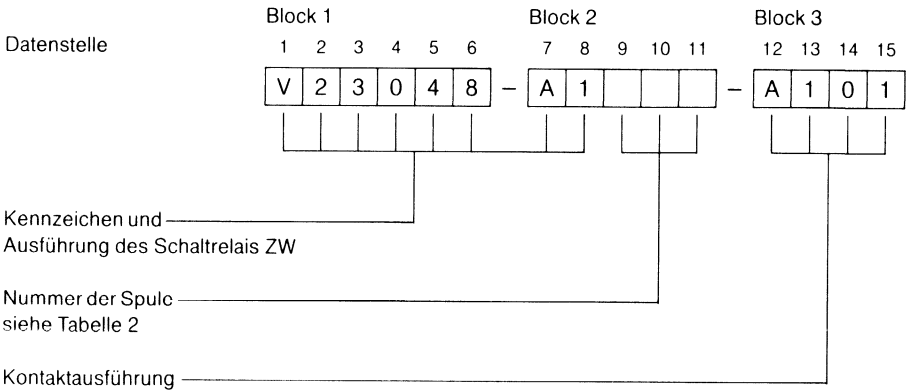 Block 1 Block 2 Block 3
Datenstelle 1 2 3 4 5 6 7 8 9 10 11 12 13 14 15
V 2 3 0 4 8 – A 1 – A 1 0 1
Kennzeichen und
Ausführung des Schaltrelais ZW
Nummer der Spule
siehe Tabelle 2
Kontaktausführung